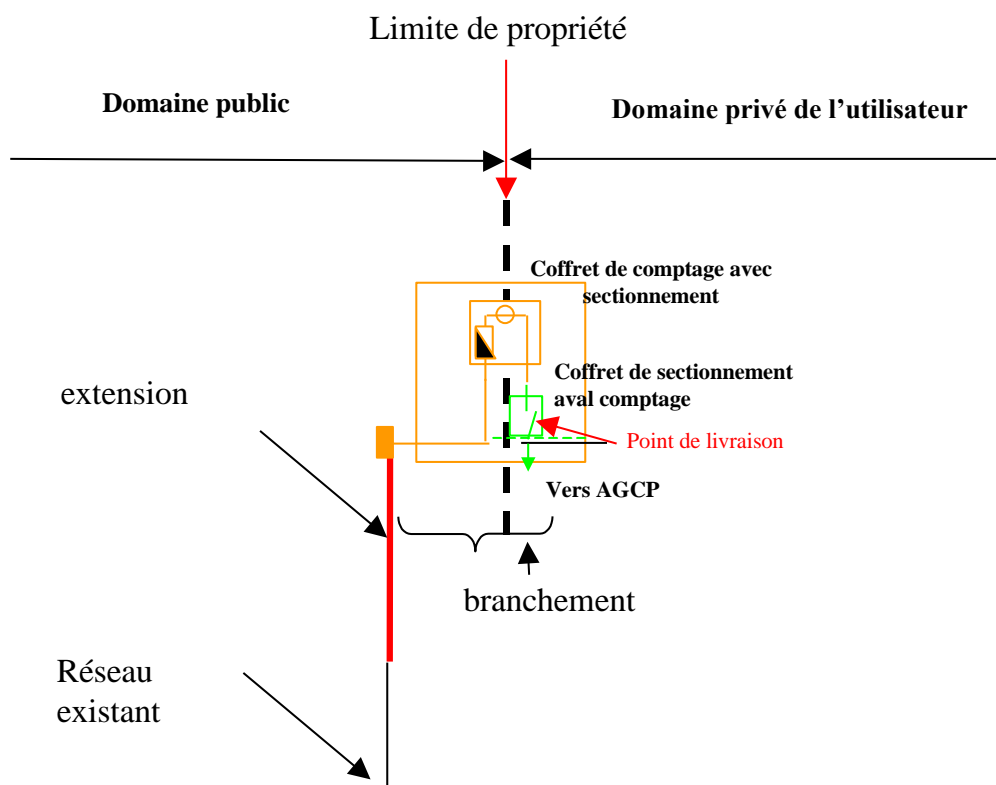 Limite de propriété
Domaine public
Domaine privé de l’utilisateur
Coffret de comptage avec
sectionnement
Coffret de sectionnement
aval comptage
extension
Point de livraison
Vers AGCP
branchement
Réseau
existant